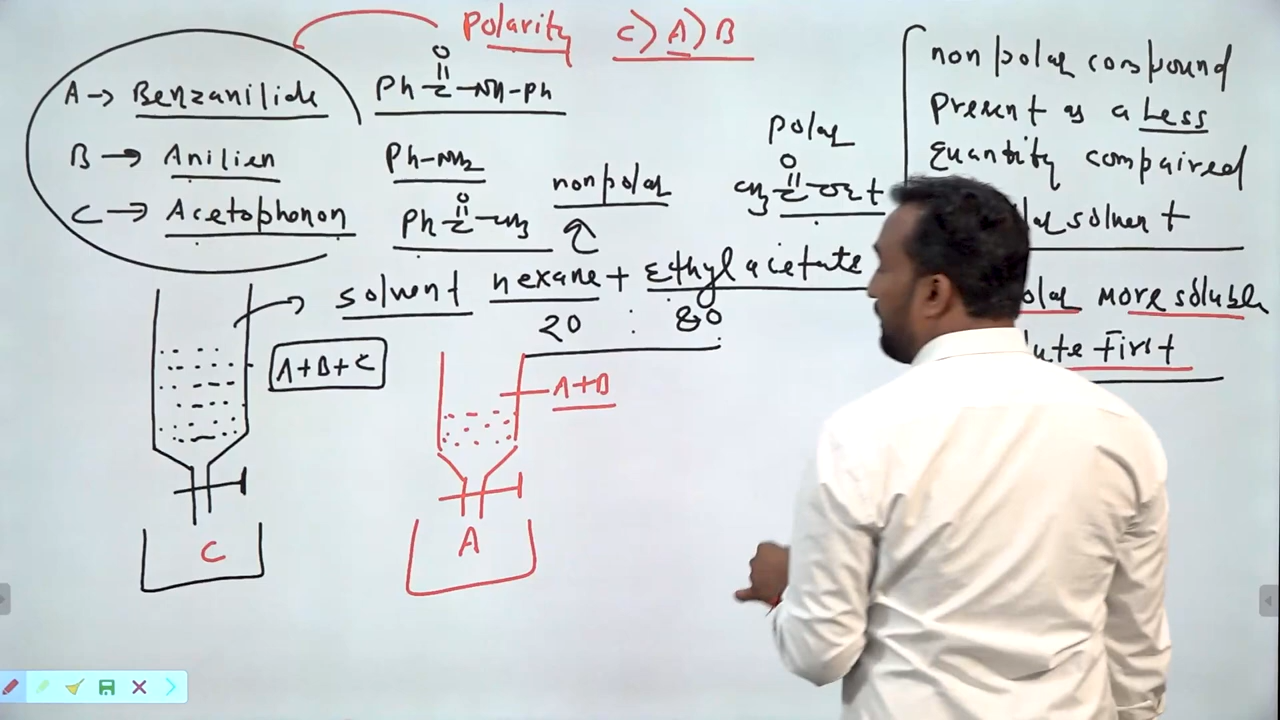 Polarity C > A > B
A → Benzanilide
Ph
O
C-NH-Ph
B → Anilien
Ph-NH2
C → Acetophenon
Ph
O
C-CH3
nonpolar
polar
O
CH3 C-OEt
solvent hexane + Ethyl acetate
20 : 80
A+B+C
A+B
C
A
non polar compound
Present as a Less
quantity compaired
solvent
More soluble
First